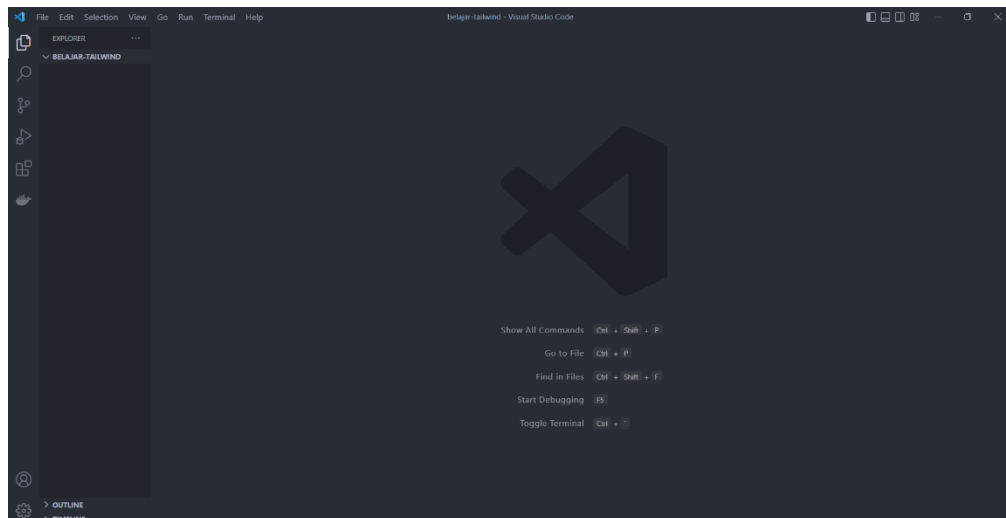 File Edit Selection View Go Run Terminal Help belajar-tailwind - Visual Studio Code
EXPLORER ...
BELAJAR-TAILWIND
Show All Commands Ctrl + Shift + P
Go to File Ctrl + P
Find in Files Ctrl + Shift + F
Start Debugging F5
Toggle Terminal Ctrl + `
OUTLINE
TIMELINE